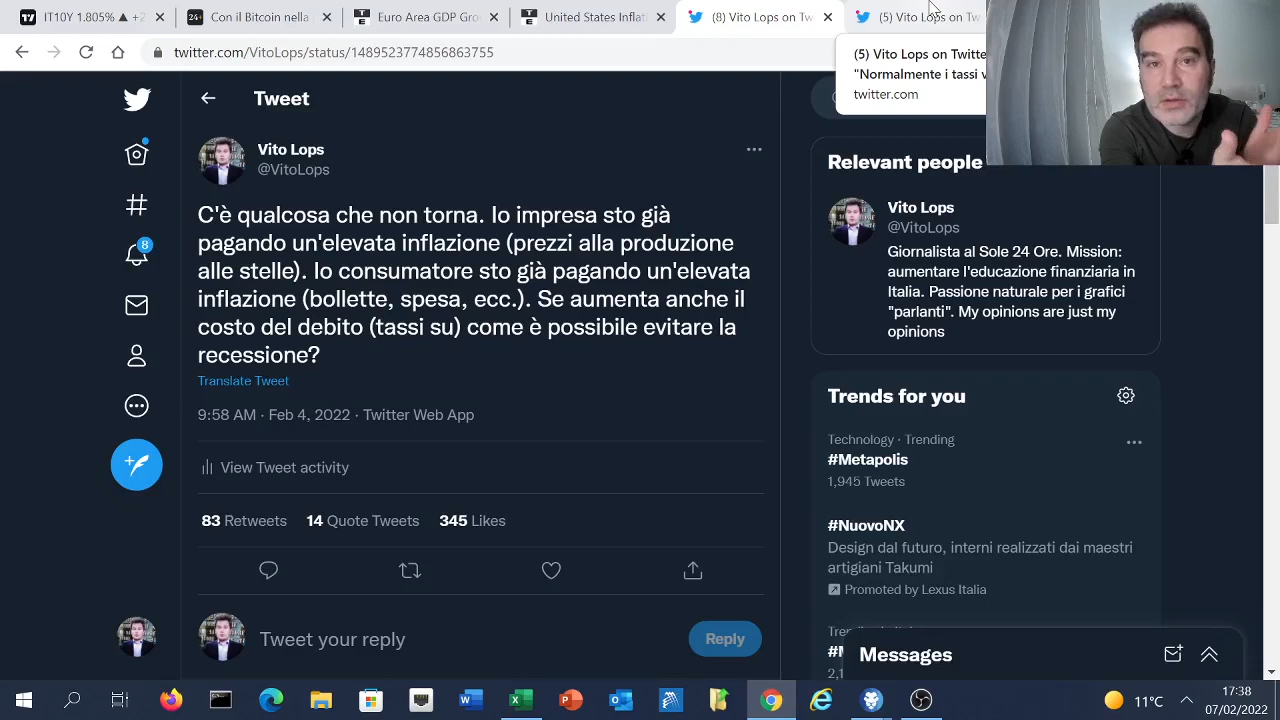 IT10Y 1.805% ▲ +2
Con il Bitcoin nella
Euro Area GDP Gro
United States Inflat
(8) Vito Lops on Tw
(5) Vito Lops on Tw
twitter.com/VitoLops/status/1489523774856863755
(5) Vito Lops on Twitte
"Normalmente i tassi v
twitter.com
Tweet
Vito Lops
@VitoLops
C'è qualcosa che non torna. Io impresa sto già
pagando un'elevata inflazione (prezzi alla produzione
alle stelle). Io consumatore sto già pagando un'elevata
inflazione (bollette, spesa, ecc.). Se aumenta anche il
costo del debito (tassi su) come è possibile evitare la
recessione?
Translate Tweet
9:58 AM · Feb 4, 2022 · Twitter Web App
View Tweet activity
83 Retweets 14 Quote Tweets 345 Likes
Tweet your reply
Reply
8
Relevant people
Vito Lops
@VitoLops
Giornalista al Sole 24 Ore. Mission:
aumentare l'educazione finanziaria in
Italia. Passione naturale per i grafici
"parlanti". My opinions are just my
opinions
Trends for you
Technology · Trending
#Metapolis
1,945 Tweets
#NuovoNX
Design dal futuro, interni realizzati dai maestri
artigiani Takumi
Promoted by Lexus Italia
Messages
11°C
17:38
07/02/2022